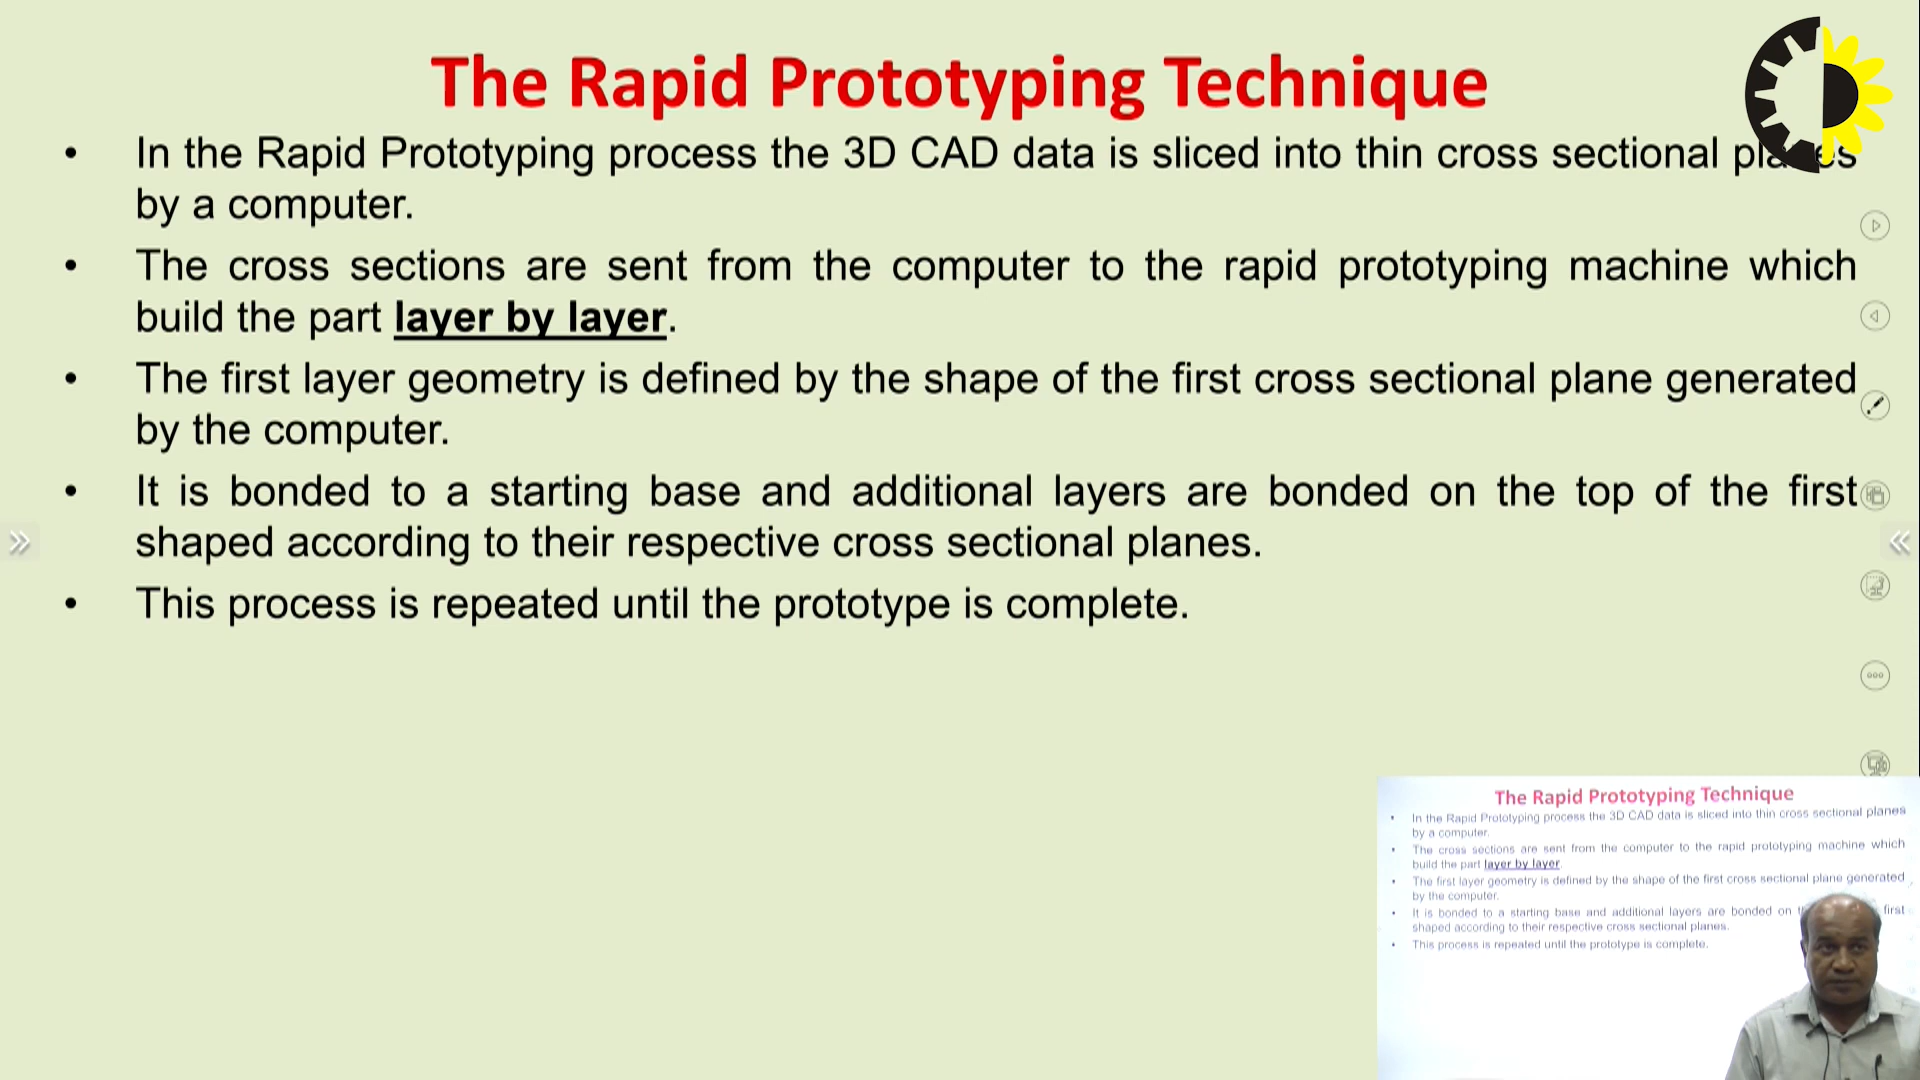 The Rapid Prototyping Technique
• In the Rapid Prototyping process the 3D CAD data is sliced into thin cross sectional planes
by a computer.
• The cross sections are sent from the computer to the rapid prototyping machine which
build the part layer by layer.
• The first layer geometry is defined by the shape of the first cross sectional plane generated
by the computer.
• It is bonded to a starting base and additional layers are bonded on the top of the first
shaped according to their respective cross sectional planes.
• This process is repeated until the prototype is complete.
The Rapid Prototyping Technique
• In the Rapid Prototyping process the 3D CAD data is sliced into thin cross sectional planes
by a computer.
• The cross sections are sent from the computer to the rapid prototyping machine which
build the part layer by layer.
• The first layer geometry is defined by the shape of the first cross sectional plane generated
by the computer.
• It is bonded to a starting base and additional layers are bonded on first
shaped according to their respective cross sectional planes.
• This process is repeated until the prototype is complete.